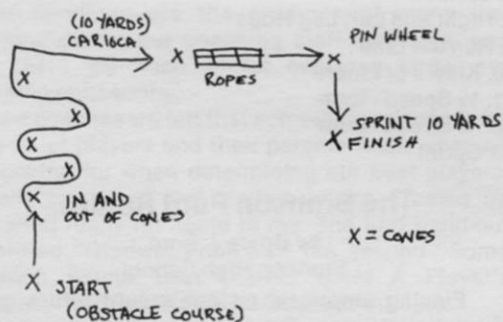 (10 YARDS)
CARIOCA
PIN WHEEL
X
X
ROPES
X
X
X
X
X
X
X SPRINT 10 YARDS
FINISH
IN AND
OUT OF CONES
X = CONES
X START
(OBSTACLE COURSE)